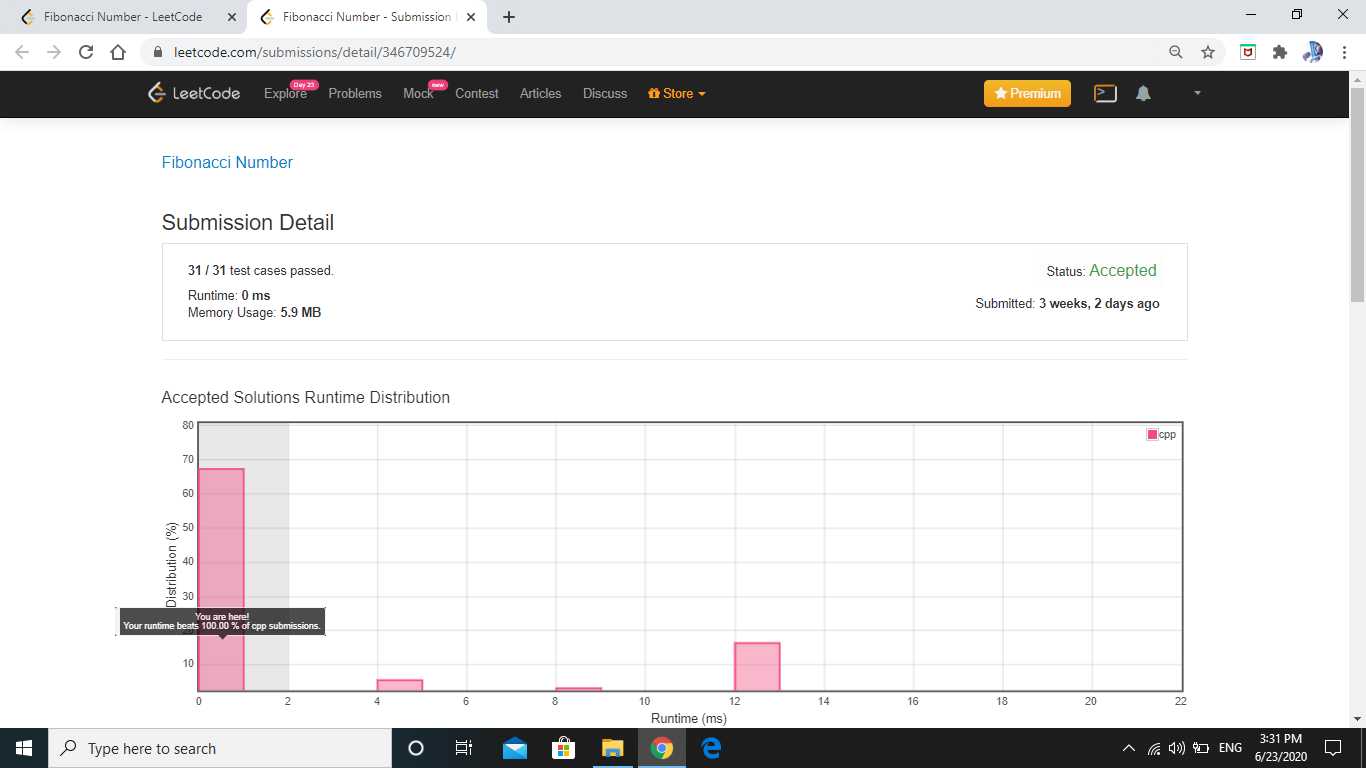 Fibonacci Number - LeetCode
Fibonacci Number - Submission
leetcode.com/submissions/detail/346709524/
LeetCode
Explore
Day 23
Problems
Mock
new
Contest
Articles
Discuss
Store
Premium
Fibonacci Number
Submission Detail
31 / 31 test cases passed.
Status: Accepted
Runtime: 0 ms
Memory Usage: 5.9 MB
Submitted: 3 weeks, 2 days ago
Accepted Solutions Runtime Distribution
80
70
60
50
40
30
20
10
Distribution (%)
cpp
You are here!
Your runtime beats 100.00 % of cpp submissions.
0 2 4 6 8 10 12 14 16 18 20 22
Runtime (ms)
Type here to search
ENG
3:31 PM
6/23/2020